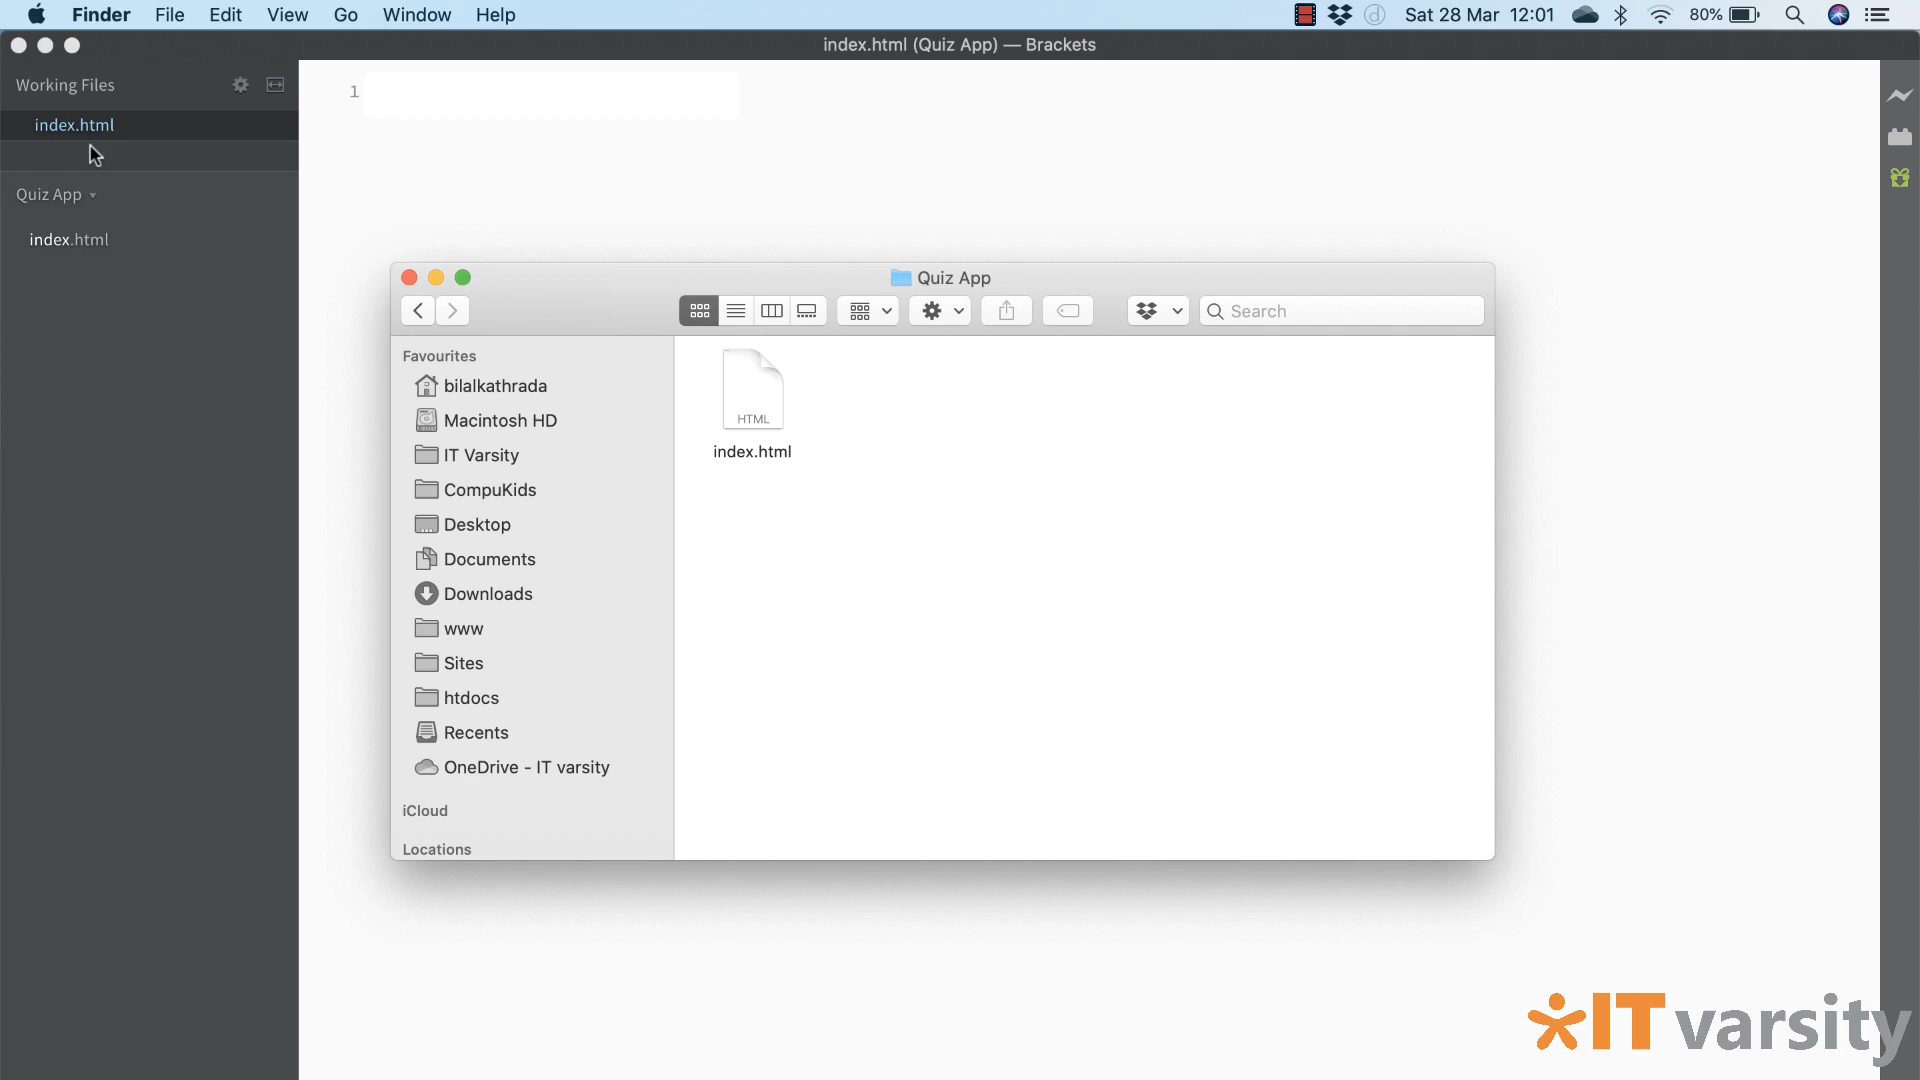 Finder File Edit View Go Window Help
Sat 28 Mar 12:01
80%
index.html (Quiz App) — Brackets
Working Files
index.html
Quiz App
index.html
1
Quiz App
Search
Favourites
bilalkathrada
Macintosh HD
IT Varsity
CompuKids
Desktop
Documents
Downloads
www
Sites
htdocs
Recents
OneDrive - IT varsity
iCloud
Locations
HTML
index.html
IT varsity